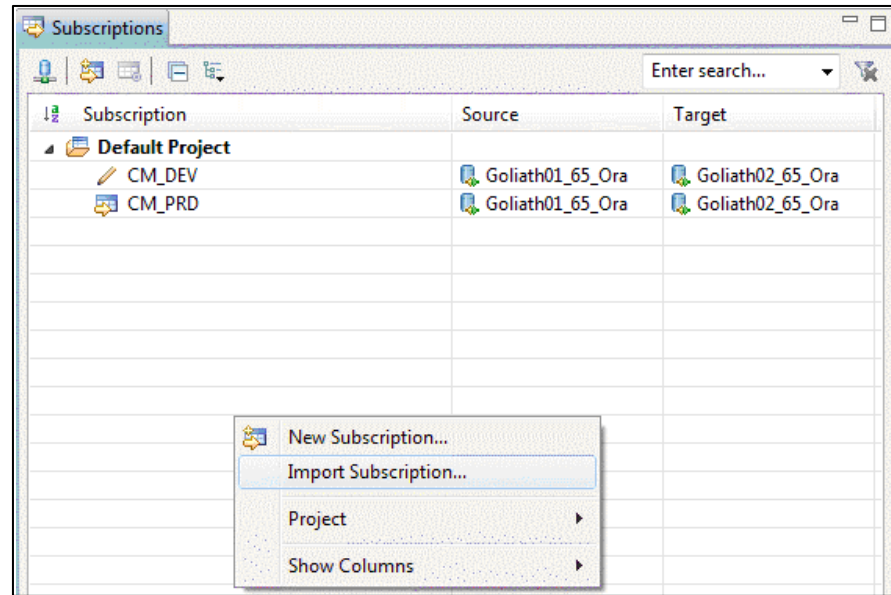 Subscriptions
Enter search...
Subscription Source Target
Default Project
CM_DEV Goliath01_65_Ora Goliath02_65_Ora
CM_PRD Goliath01_65_Ora Goliath02_65_Ora
New Subscription...
Import Subscription...
Project
Show Columns